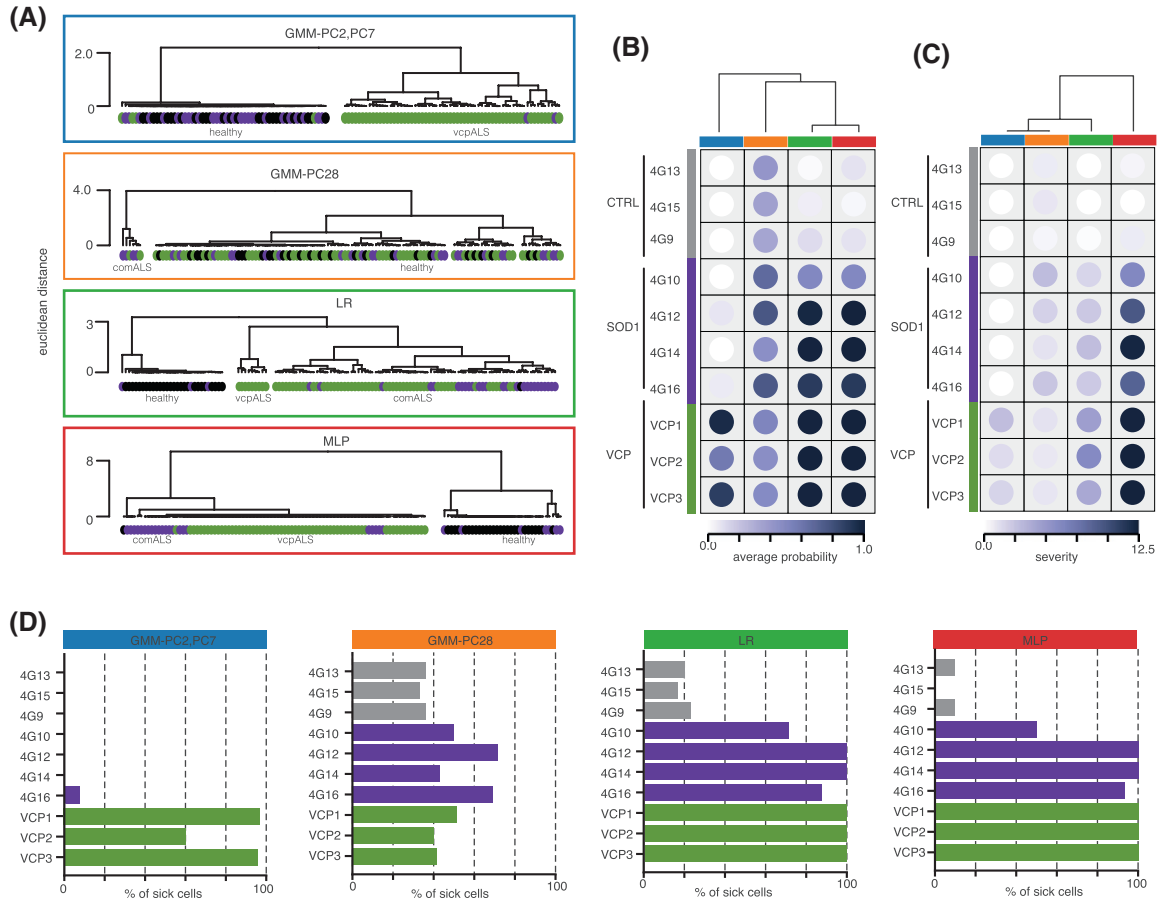 (A)
GMM-PC2,PC7
2.0
0
healthy
vcpALS
GMM-PC28
4.0
0
comALS
healthy
LR
3
0
healthy
vcpALS
comALS
MLP
8
0
comALS
vcpALS
healthy
euclidean distance
(B)
CTRL
SOD1
VCP
4G13
4G15
4G9
4G10
4G12
4G14
4G16
VCP1
VCP2
VCP3
0.0
1.0
average probability
(C)
CTRL
SOD1
VCP
4G13
4G15
4G9
4G10
4G12
4G14
4G16
VCP1
VCP2
VCP3
0.0
12.5
severity
(D)
GMM-PC2,PC7
4G13
4G15
4G9
4G10
4G12
4G14
4G16
VCP1
VCP2
VCP3
0
100
% of sick cells
GMM-PC28
4G13
4G15
4G9
4G10
4G12
4G14
4G16
VCP1
VCP2
VCP3
0
100
% of sick cells
LR
4G13
4G15
4G9
4G10
4G12
4G14
4G16
VCP1
VCP2
VCP3
0
100
% of sick cells
MLP
4G13
4G15
4G9
4G10
4G12
4G14
4G16
VCP1
VCP2
VCP3
0
100
% of sick cells